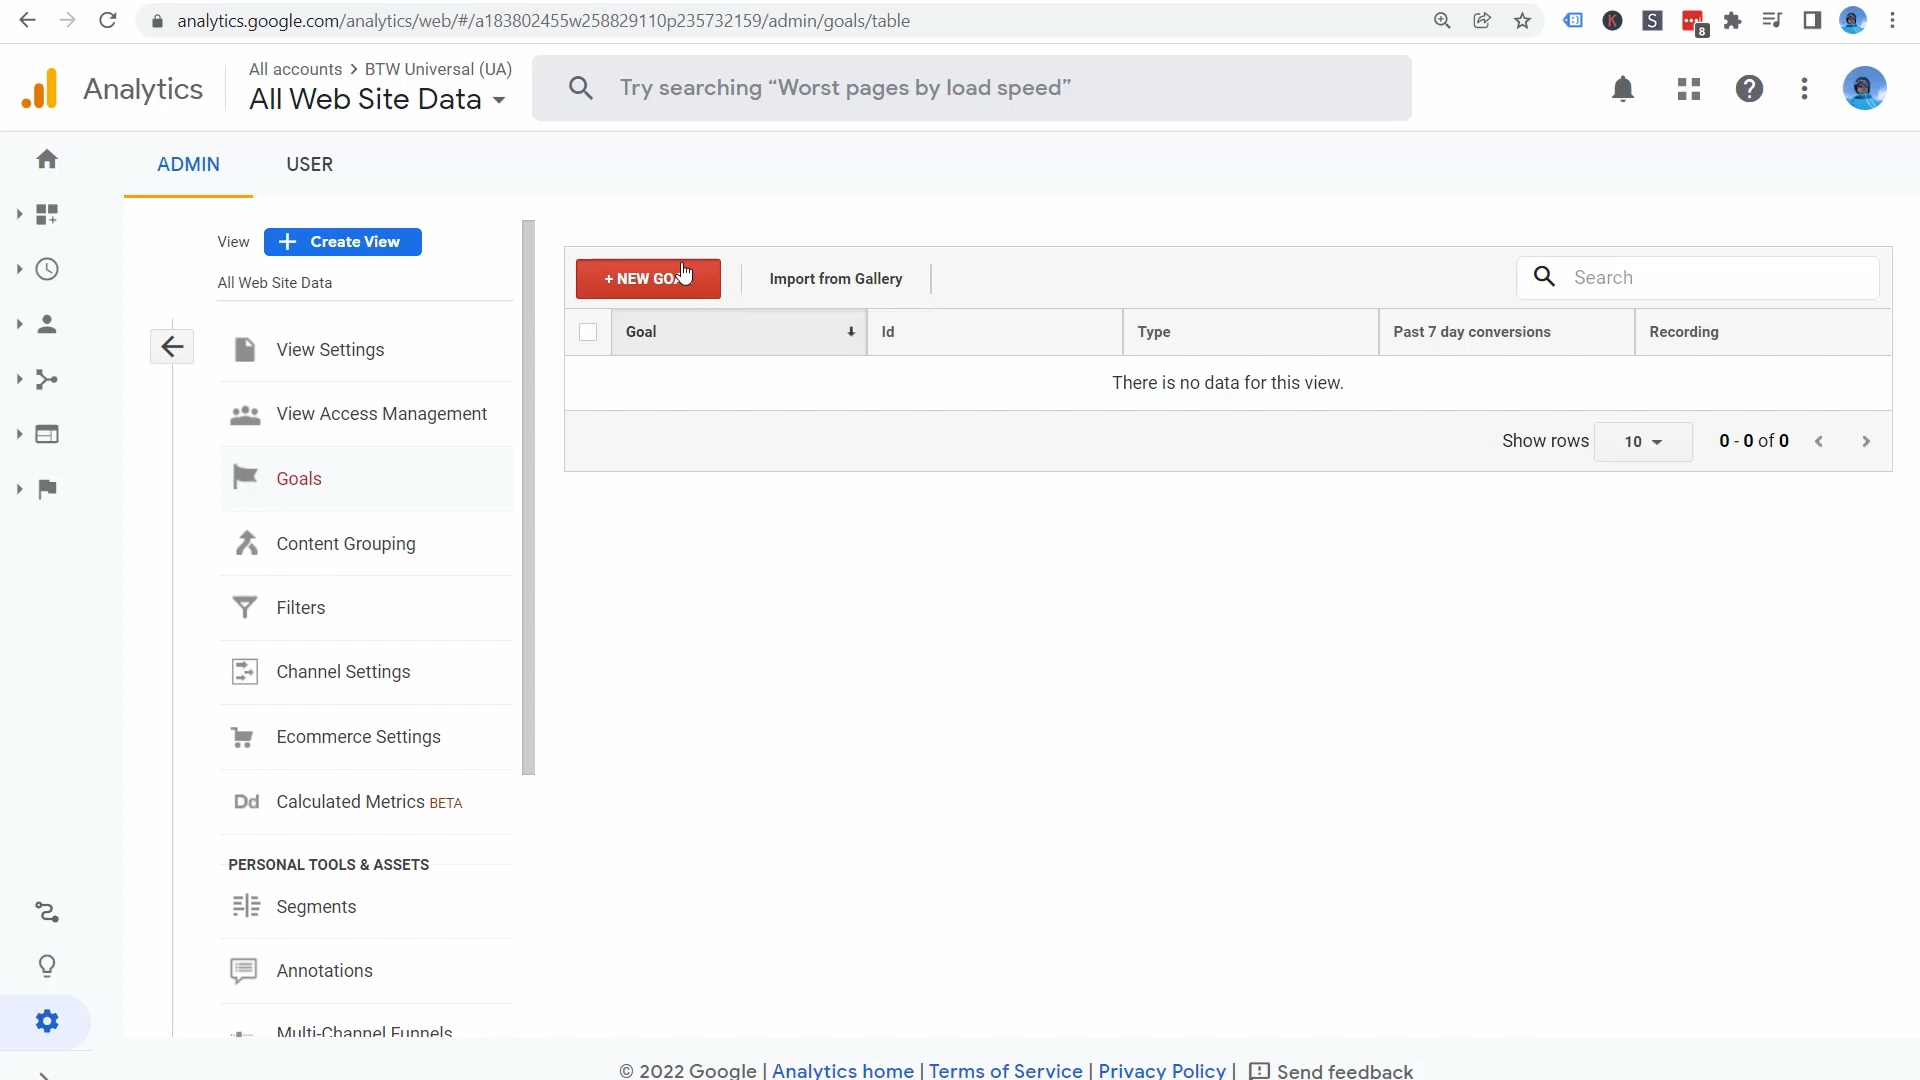 analytics.google.com/analytics/web/#/a183802455w258829110p235732159/admin/goals/table
8
Analytics
All accounts > BTW Universal (UA)
All Web Site Data
Try searching “Worst pages by load speed”
ADMIN
USER
View
+ Create View
All Web Site Data
+ NEW GOAL
Import from Gallery
Search
Goal
Id
Type
Past 7 day conversions
Recording
There is no data for this view.
Show rows
10
0 - 0 of 0
View Settings
View Access Management
Goals
Content Grouping
Filters
Channel Settings
Ecommerce Settings
Dd
Calculated Metrics BETA
PERSONAL TOOLS & ASSETS
Segments
Annotations
Multi-Channel Funnels
© 2022 Google | Analytics home | Terms of Service | Privacy Policy | Send feedback